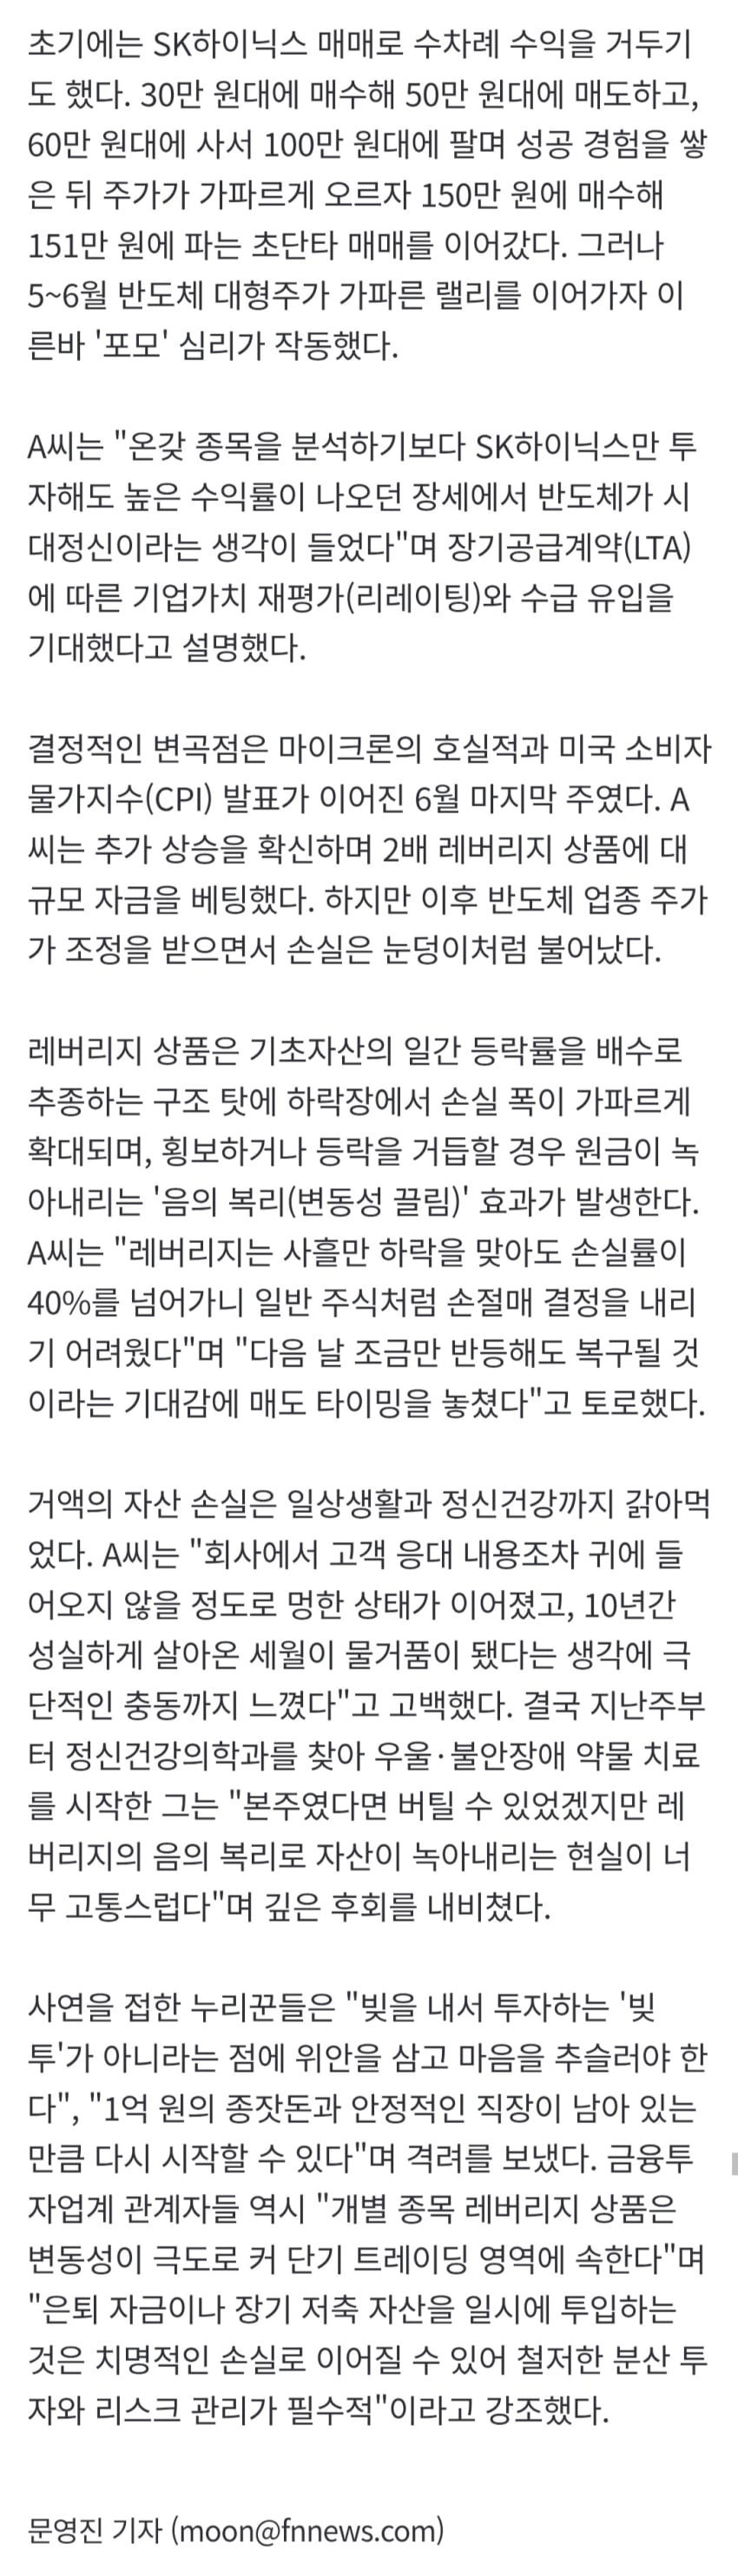 초기에는 SK하이닉스 매매로 수차례 수익을 거두기
도 했다. 30만 원대에 매수해 50만 원대에 매도하고,
60만 원대에 사서 100만 원대에 팔며 성공 경험을 쌓
은 뒤 주가가 가파르게 오르자 150만 원에 매수해
151만 원에 파는 초단타 매매를 이어갔다. 그러나
5~6월 반도체 대형주가 가파른 랠리를 이어가자 이
른바 '포모' 심리가 작동했다.
A씨는 "온갖 종목을 분석하기보다 SK하이닉스만 투
자해도 높은 수익률이 나오던 장세에서 반도체가 시
대정신이라는 생각이 들었다"며 장기공급계약(LTA)
에 따른 기업가치 재평가(리레이팅)와 수급 유입을
기대했다고 설명했다.
결정적인 변곡점은 마이크론의 호실적과 미국 소비자
물가지수(CPI) 발표가 이어진 6월 마지막 주였다. A
씨는 추가 상승을 확신하며 2배 레버리지 상품에 대
규모 자금을 베팅했다. 하지만 이후 반도체 업종 주가
가 조정을 받으면서 손실은 눈덩이처럼 불어났다.
레버리지 상품은 기초자산의 일간 등락률을 배수로
추종하는 구조 탓에 하락장에서 손실 폭이 가파르게
확대되며, 횡보하거나 등락을 거듭할 경우 원금이 녹
아내리는 '음의 복리(변동성 끌림)' 효과가 발생한다.
A씨는 "레버리지는 사흘만 하락을 맞아도 손실률이
40%를 넘어가니 일반 주식처럼 손절매 결정을 내리
기 어려웠다"며 "다음 날 조금만 반등해도 복구될 것
이라는 기대감에 매도 타이밍을 놓쳤다"고 토로했다.
거액의 자산 손실은 일상생활과 정신건강까지 갉아먹
었다. A씨는 "회사에서 고객 응대 내용조차 귀에 들
어오지 않을 정도로 멍한 상태가 이어졌고, 10년간
성실하게 살아온 세월이 물거품이 됐다는 생각에 극
단적인 충동까지 느꼈다"고 고백했다. 결국 지난주부
터 정신건강의학과를 찾아 우울·불안장애 약물 치료
를 시작한 그는 "본주였다면 버틸 수 있었겠지만 레
버리지의 음의 복리로 자산이 녹아내리는 현실이 너
무 고통스럽다"며 깊은 후회를 내비쳤다.
사연을 접한 누리꾼들은 "빚을 내서 투자하는 '빚
투'가 아니라는 점에 위안을 삼고 마음을 추슬러야 한
다", "1억 원의 종잣돈과 안정적인 직장이 남아 있는
만큼 다시 시작할 수 있다"며 격려를 보냈다. 금융투
자업계 관계자들 역시 "개별 종목 레버리지 상품은
변동성이 극도로 커 단기 트레이딩 영역에 속한다"며
"은퇴 자금이나 장기 저축 자산을 일시에 투입하는
것은 치명적인 손실로 이어질 수 있어 철저한 분산 투
자와 리스크 관리가 필수적"이라고 강조했다.
문영진 기자 (moon@fnnews.com)